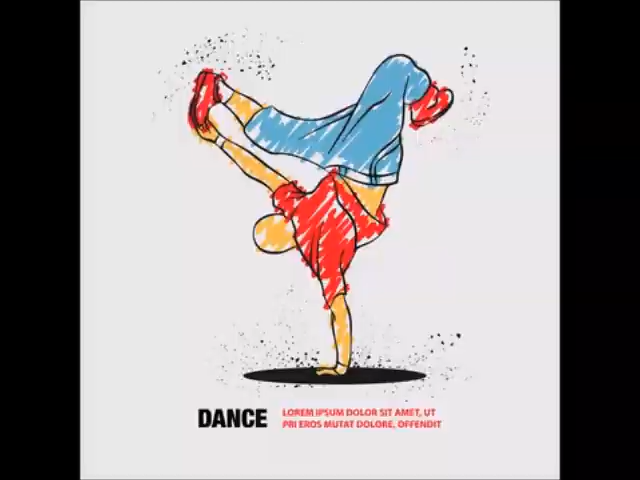 DANCE
LOREM IPSUM DOLOR SIT AMET, UT
PRI EROS MUTAT DOLORE, OFFENDIT